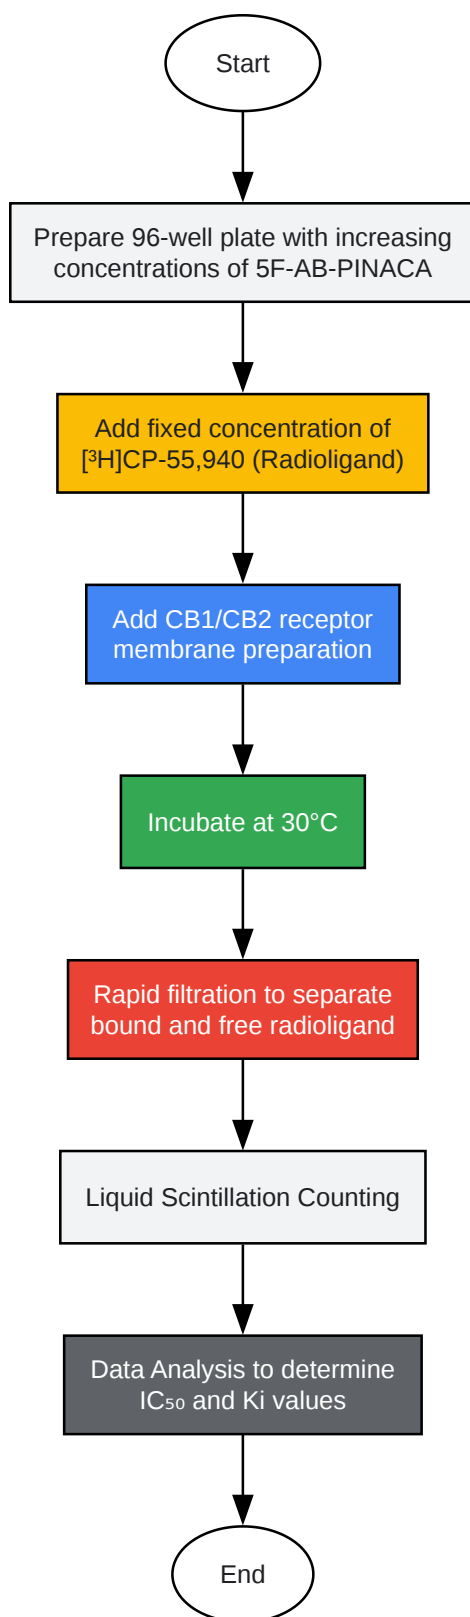 Start
Prepare 96-well plate with increasing
concentrations of 5F-AB-PINACA
Add fixed concentration of
[³H]CP-55,940 (Radioligand)
Add CB1/CB2 receptor
membrane preparation
Incubate at 30°C
Rapid filtration to separate
bound and free radioligand
Liquid Scintillation Counting
Data Analysis to determine
IC₅₀ and Ki values
End